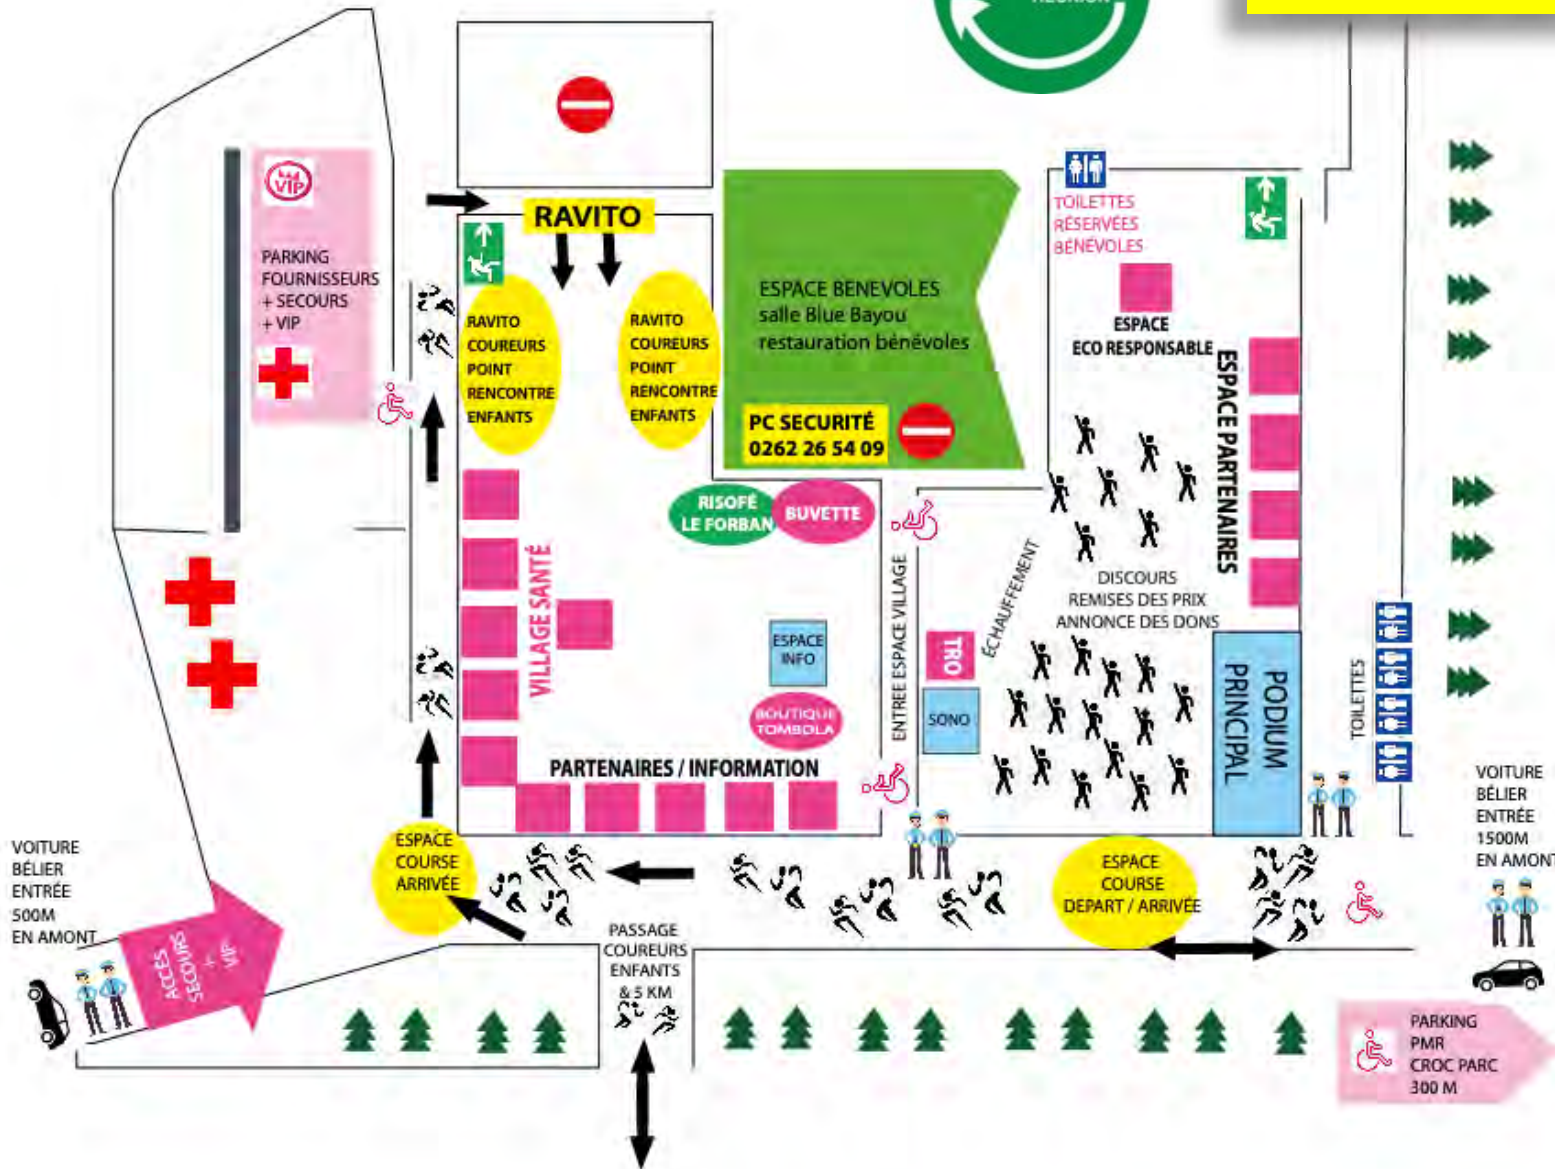 RÉUNION
VIP
PARKING
FOURNISSEURS
+ SECOURS
+ VIP
RAVITO
RAVITO
COUREURS
POINT
RENCONTRE
ENFANTS
RAVITO
COUREURS
POINT
RENCONTRE
ENFANTS
ESPACE BENEVOLES
salle Blue Bayou
restauration bénévoles
PC SECURITÉ
0262 26 54 09
TOILETTES
RÉSERVÉES
BÉNÉVOLES
ESPACE
ECO RESPONSABLE
ESPACE PARTENAIRES
RISOFÉ
LE FORBAN
BUVETTE
VILLAGE SANTÉ
ESPACE
INFO
BOUTIQUE
TOMBOLA
PARTENAIRES / INFORMATION
ENTREE ESPACE VILLAGE
TRO
SONO
ÉCHAUFFEMENT
DISCOURS
REMISES DES PRIX
ANNONCE DES DONS
PODIUM
PRINCIPAL
TOILETTES
VOITURE
BÉLIER
ENTRÉE
1500M
EN AMONT
VOITURE
BÉLIER
ENTRÉE
500M
EN AMONT
ACCÈS
SECOURS
+
VIP
ESPACE
COURSE
ARRIVÉE
ESPACE
COURSE
DEPART / ARRIVÉE
PASSAGE
COUREURS
ENFANTS
& 5 KM
PARKING
PMR
CROC PARC
300 M